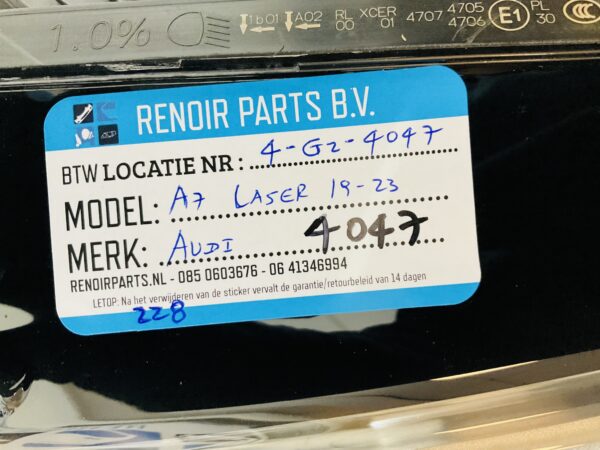 1.0% 1b01 A02 RL 00 XCER 01 4707 4705 4706 E1 PL 30 CCC
RENOIR PARTS B.V.
BTW LOCATIE NR: 4-G2-4047
MODEL: A7 LASER 19-23
MERK: AUDI 4047
RENOIRPARTS.NL - 085 0603676 - 06 41346994
LETOP: Na het verwijderen van de sticker vervalt de garantie/retourbeleid van 14 dagen
228